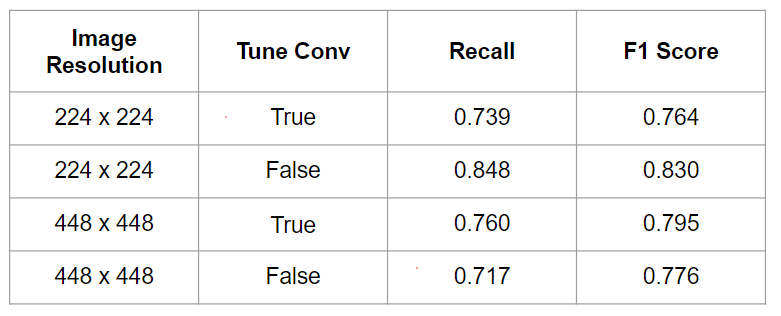 Image
Resolution
Tune Conv
Recall
F1 Score
224 x 224
True
0.739
0.764
224 x 224
False
0.848
0.830
448 x 448
True
0.760
0.795
448 x 448
False
0.717
0.776